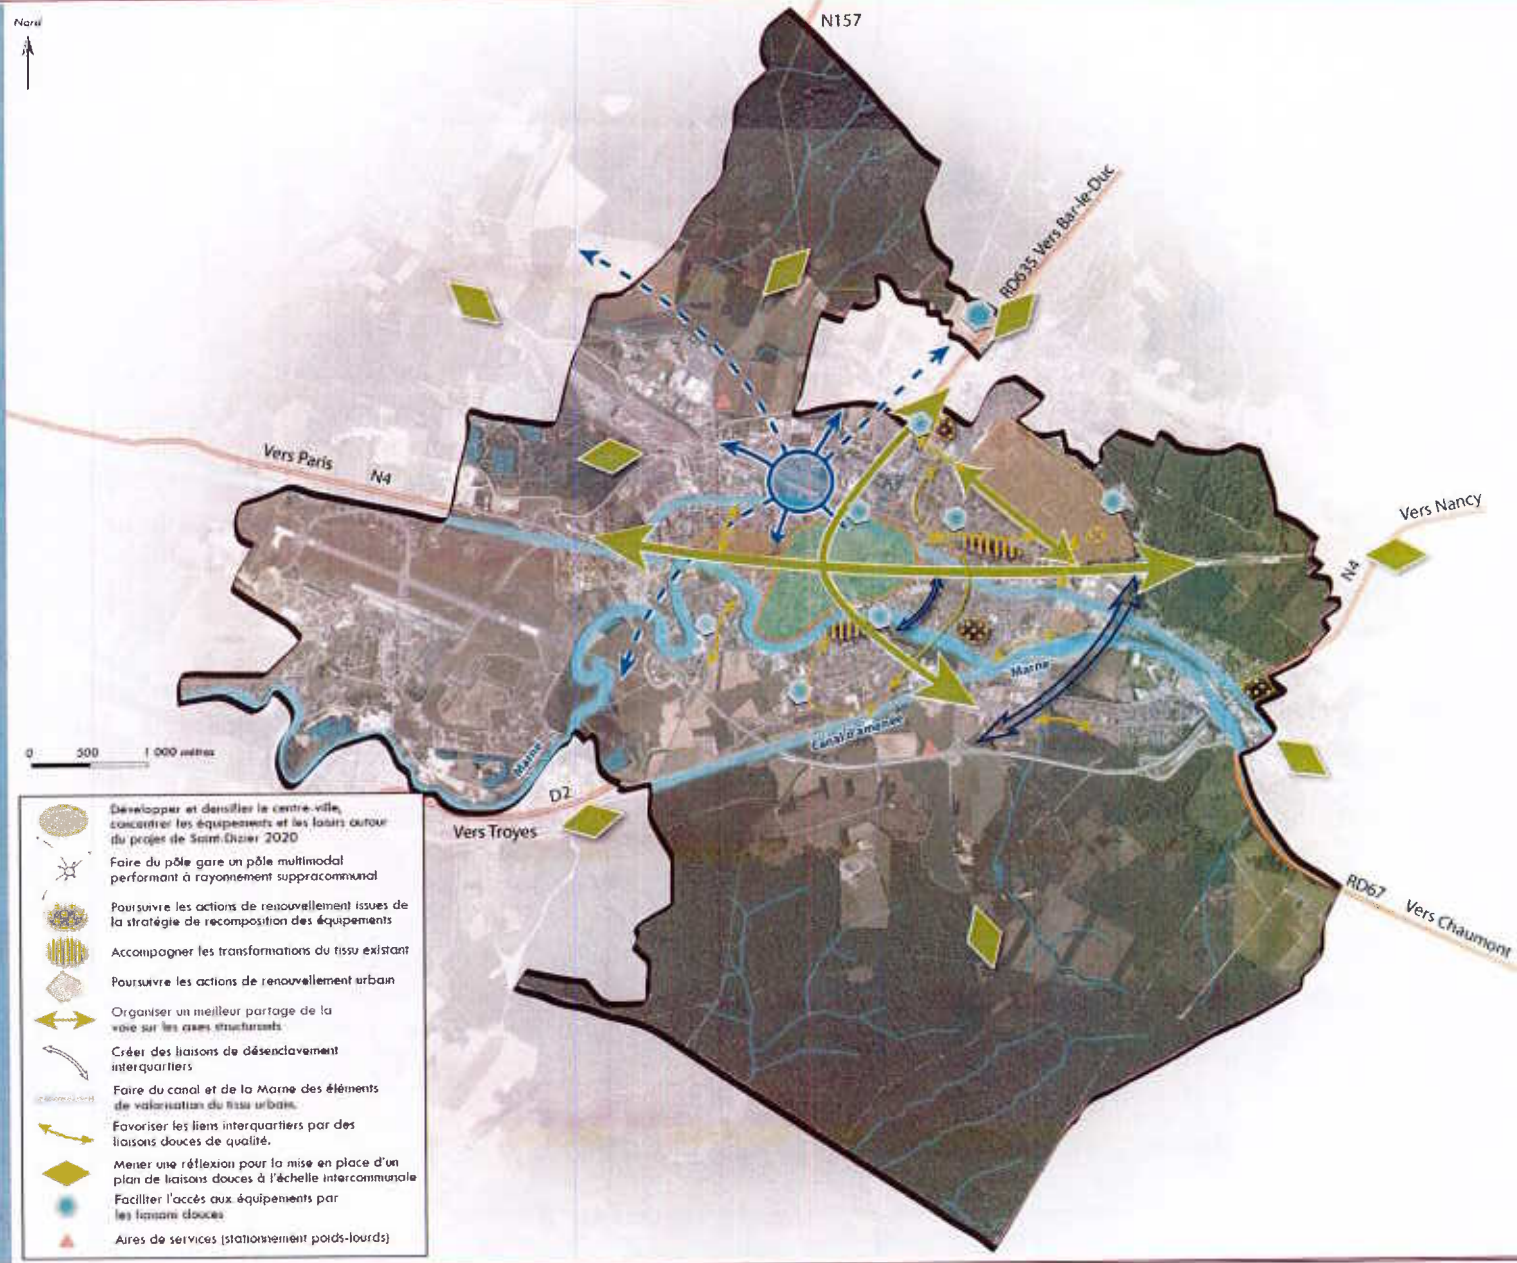 Nord
N157
RD635 Vers Bar-le-Duc
Vers Paris
N4
Vers Nancy
N4
Marne
Canal d'amenée
Marne
0 500 1 000 mètres
D2
Vers Troyes
RD67
Vers Chaumont
Développer et densifier le centre-ville,
concentrer les équipements et les loisirs autour
du projet de Saint-Dizier 2020
Faire du pôle gare un pôle multimodal
performant à rayonnement suppracommunal
Poursuivre les actions de renouvellement issues de
la stratégie de recomposition des équipements
Accompagner les transformations du tissu existant
Poursuivre les actions de renouvellement urbain
Organiser un meilleur partage de la
voie sur les axes structurants
Créer des liaisons de désenclavement
interquartiers
Faire du canal et de la Marne des éléments
de valorisation du tissu urbain.
Favoriser les liens interquartiers par des
liaisons douces de qualité.
Mener une réflexion pour la mise en place d'un
plan de liaisons douces à l'échelle intercommunale
Faciliter l'accès aux équipements par
les liaisons douces
Aires de services (stationnement poids-lourds)